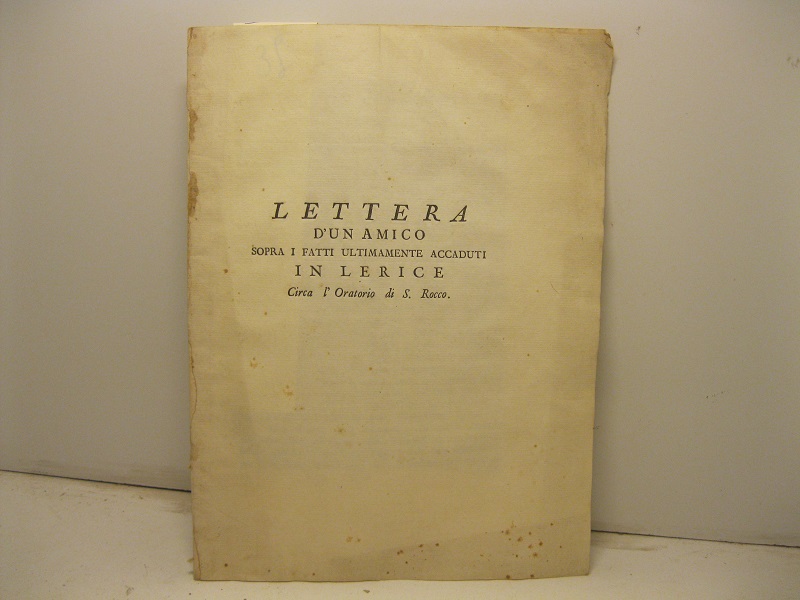 LETTERA
D'UN AMICO
SOPRA I FATTI ULTIMAMENTE ACCADUTI
IN LERICE
Circa l'Oratorio di S. Rocco.